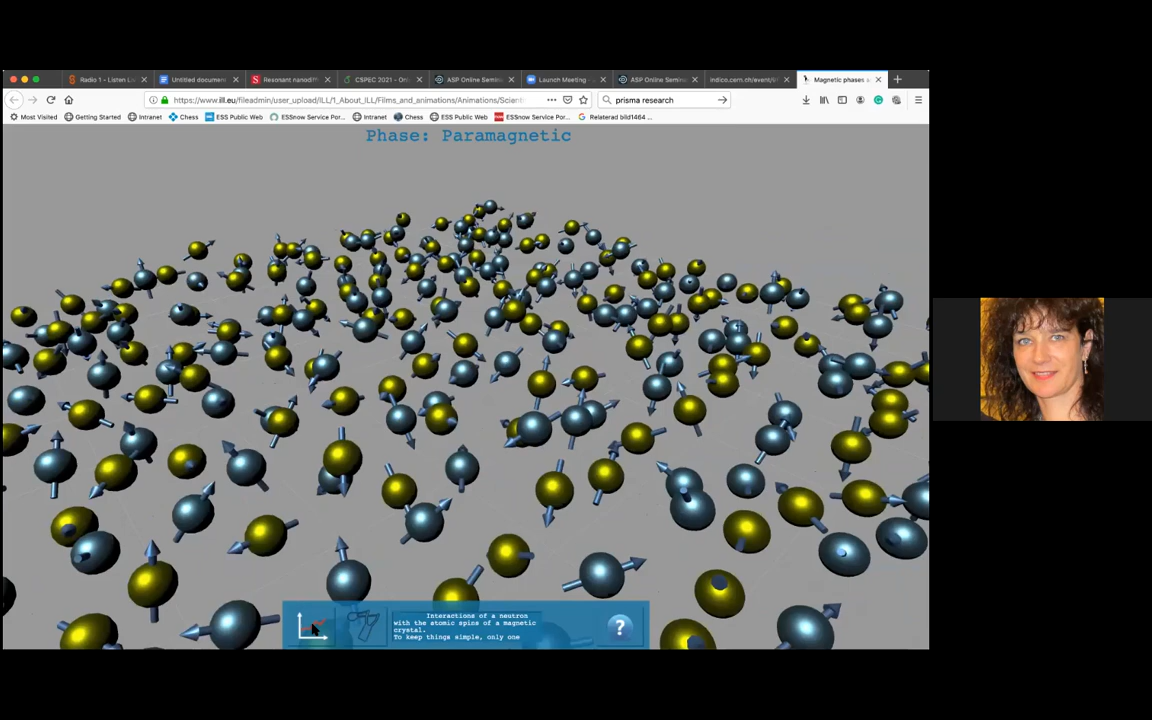 Radio 1 - Listen Li
Untitled documen
Resonant nanodif
CSPEC 2021 - On
ASP Online Semin
Launch Meeting -
ASP Online Semin
indico.cern.ch/event/
Magnetic phases a
https://www.ill.eu/fileadmin/user_upload/ILL/1_About_ILL/Films_and_animations/Animations/Scient
prisma research
Most Visited
Getting Started
Intranet
Chess
ESS Public Web
ESSnow Service Por...
Intranet
Chess
ESS Public Web
ESSnow Service Por...
Relaterad bild1464 ...
Phase: Paramagnetic
Interactions of a neutron
with the atomic spins of a magnetic
crystal.
To keep things simple, only one
?